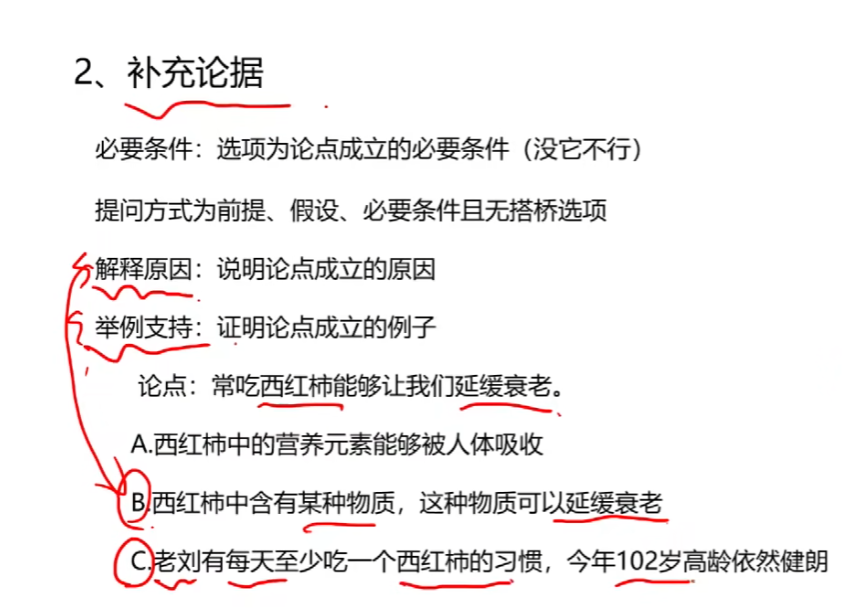 2、补充论据
必要条件：选项为论点成立的必要条件（没它不行）
提问方式为前提、假设、必要条件且无搭桥选项
解释原因：说明论点成立的原因
举例支持：证明论点成立的例子
论点：常吃西红柿能够让我们延缓衰老。
A.西红柿中的营养元素能够被人体吸收
B.西红柿中含有某种物质，这种物质可以延缓衰老
C.老刘有每天至少吃一个西红柿的习惯，今年102岁高龄依然健朗